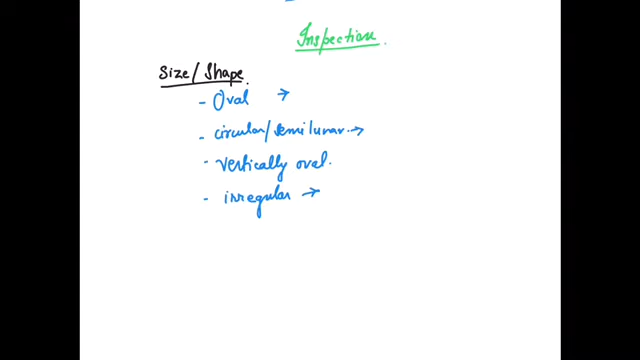 Inspection
Size/Shape
- Oval →
- circular/semilunar. →
- vertically oval.
- irregular →